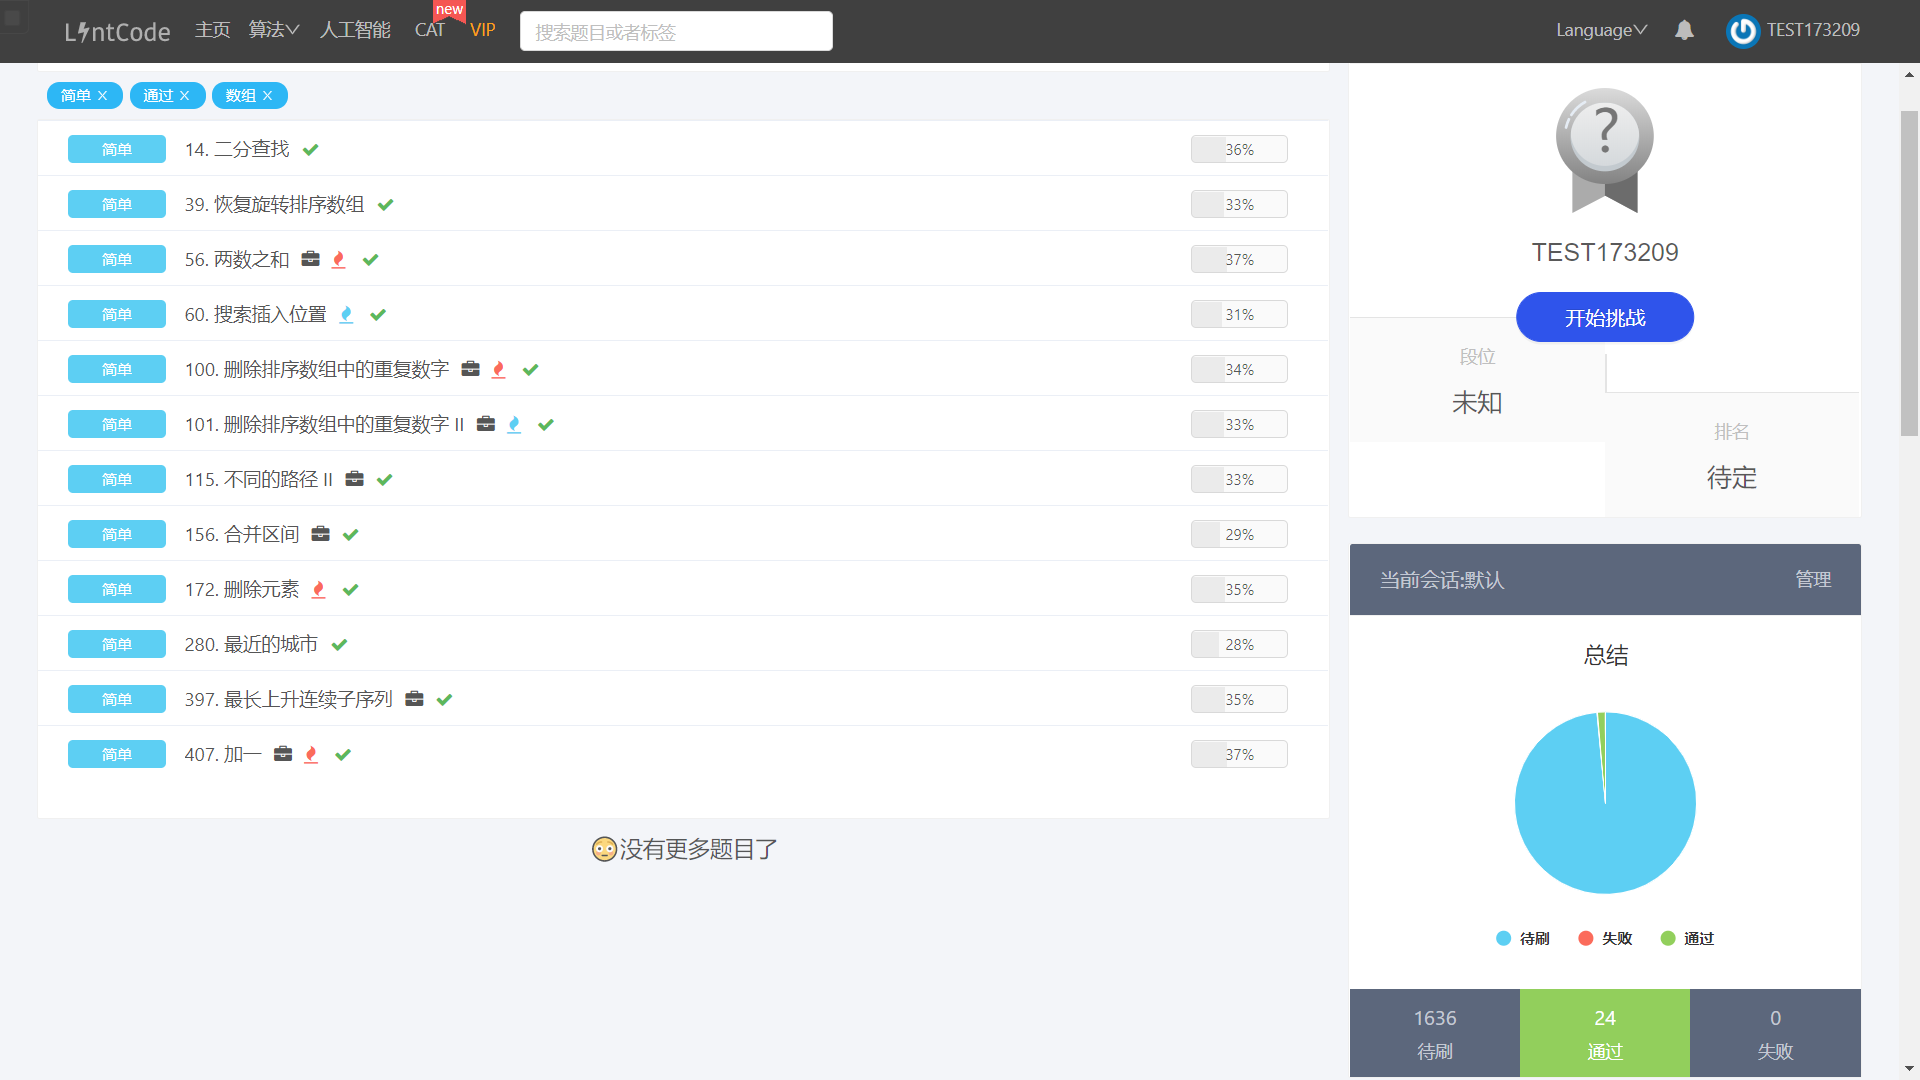 LintCode 主页 算法 人工智能 CAT new VIP 搜索题目或者标签 Language TEST173209
简单 × 通过 × 数组 ×
简单 14. 二分查找 36%
简单 39. 恢复旋转排序数组 33%
简单 56. 两数之和 37%
简单 60. 搜索插入位置 31%
简单 100. 删除排序数组中的重复数字 34%
简单 101. 删除排序数组中的重复数字 II 33%
简单 115. 不同的路径 II 33%
简单 156. 合并区间 29%
简单 172. 删除元素 35%
简单 280. 最近的城市 28%
简单 397. 最长上升连续子序列 35%
简单 407. 加一 37%
没有更多题目了
?
TEST173209
开始挑战
段位
未知
排名
待定
当前会话:默认 管理
总结
待刷 失败 通过
1636 24 0
待刷 通过 失败